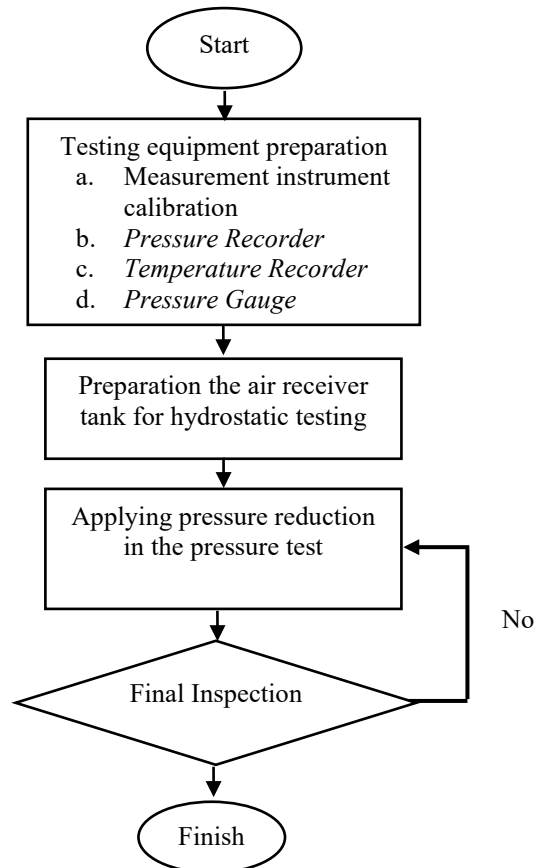 Start
Testing equipment preparation
a. Measurement instrument
calibration
b. Pressure Recorder
c. Temperature Recorder
d. Pressure Gauge
Preparation the air receiver
tank for hydrostatic testing
Applying pressure reduction
in the pressure test
No
Final Inspection
Finish